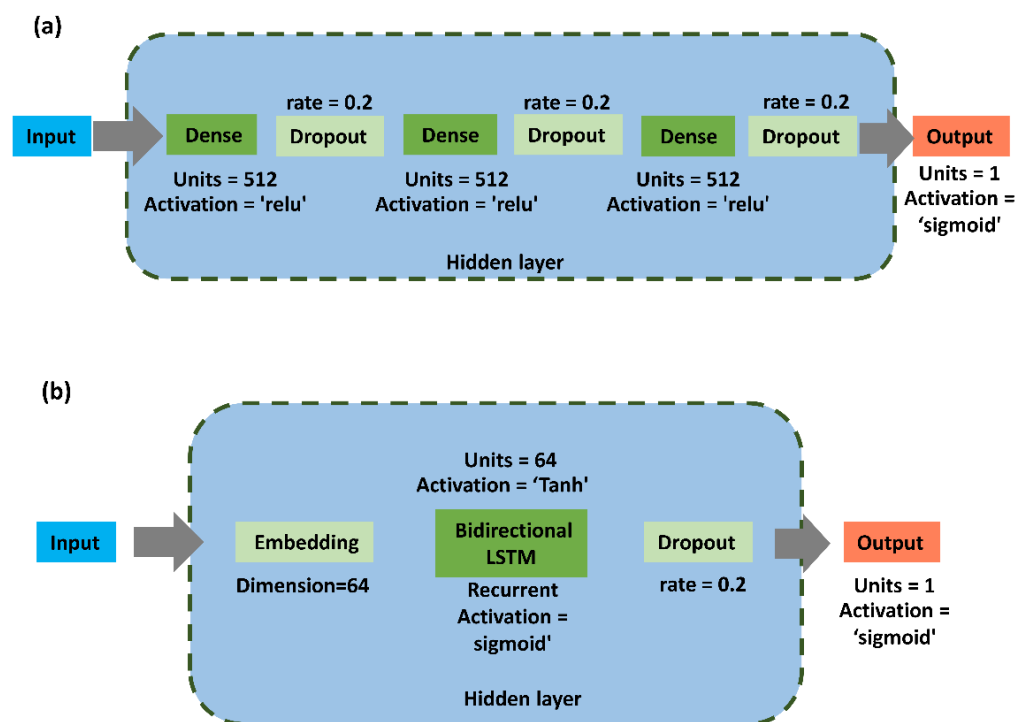 (a)
rate = 0.2
rate = 0.2
rate = 0.2
Input
Dense
Dropout
Dense
Dropout
Dense
Dropout
Output
Units = 512
Activation = 'relu'
Units = 512
Activation = 'relu'
Units = 512
Activation = 'relu'
Units = 1
Activation =
‘sigmoid'
Hidden layer
(b)
Units = 64
Activation = ‘Tanh'
Input
Embedding
Bidirectional
LSTM
Dropout
Output
Dimension=64
Recurrent
Activation =
sigmoid'
rate = 0.2
Units = 1
Activation =
‘sigmoid'
Hidden layer